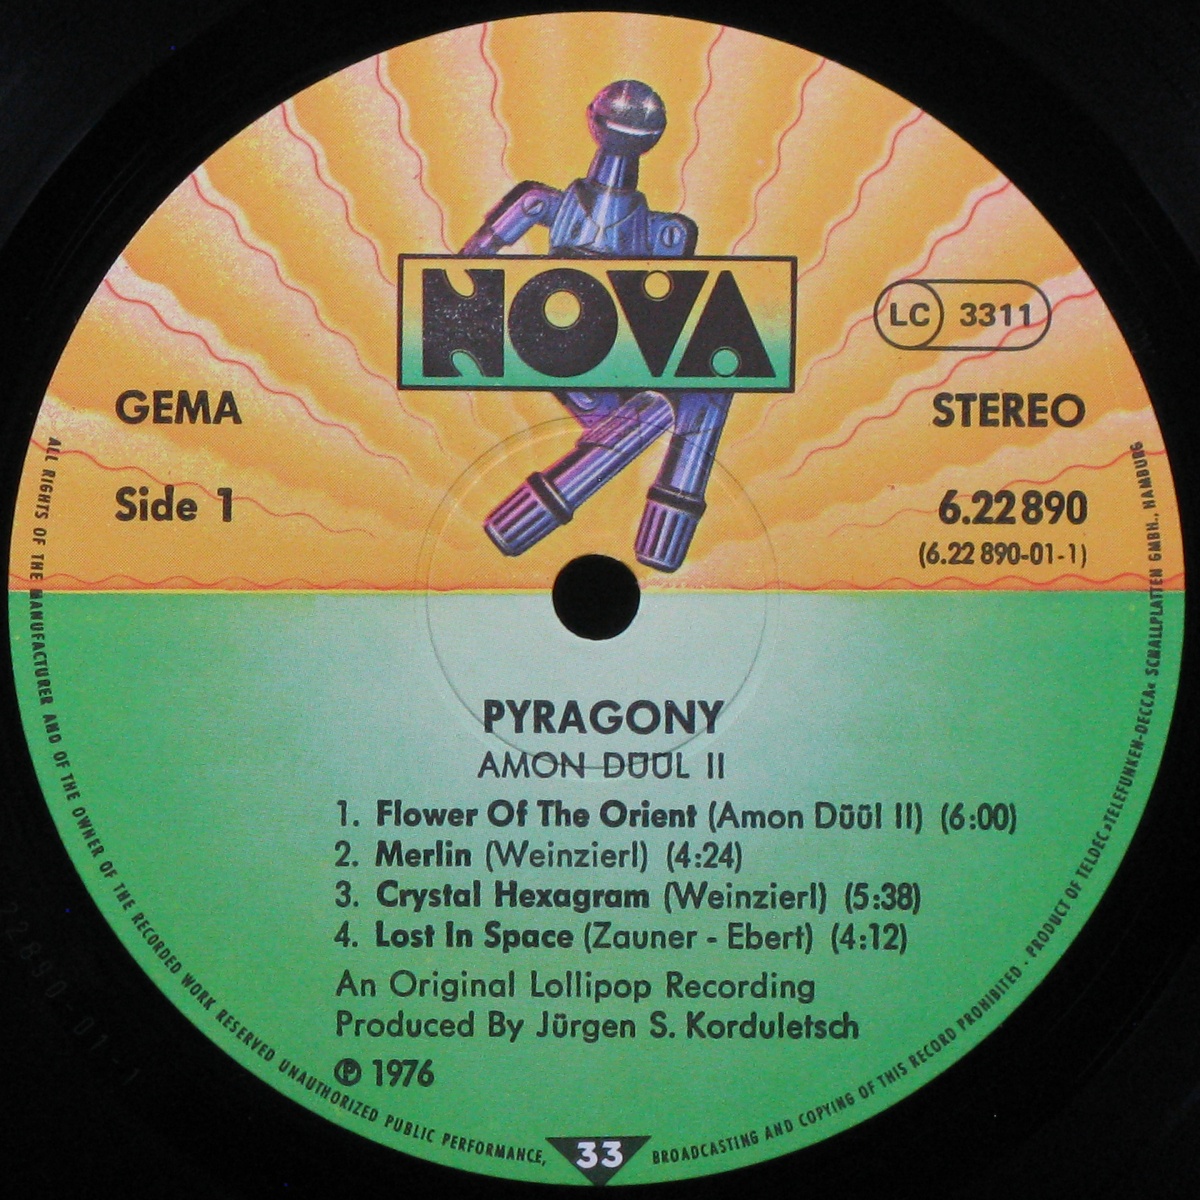 NOVA
LC 3311
GEMA
STEREO
Side 1
6.22890
(6.22 890-01-1)
PYRAGONY
AMON DÜÜL II
1. Flower Of The Orient (Amon Düül II) (6:00)
2. Merlin (Weinzierl) (4:24)
3. Crystal Hexagram (Weinzierl) (5:38)
4. Lost In Space (Zauner - Ebert) (4:12)
An Original Lollipop Recording
Produced By Jürgen S. Korduletsch
℗ 1976
33
ALL RIGHTS OF THE MANUFACTURER AND OF THE OWNER OF THE RECORDED WORK RESERVED UNAUTHORIZED PUBLIC PERFORMANCE, BROADCASTING AND COPYING OF THIS RECORD PROHIBITED · PRODUCT OF TELDEC »TELEFUNKEN-DECCA« SCHALLPLATTEN GMBH., HAMBURG